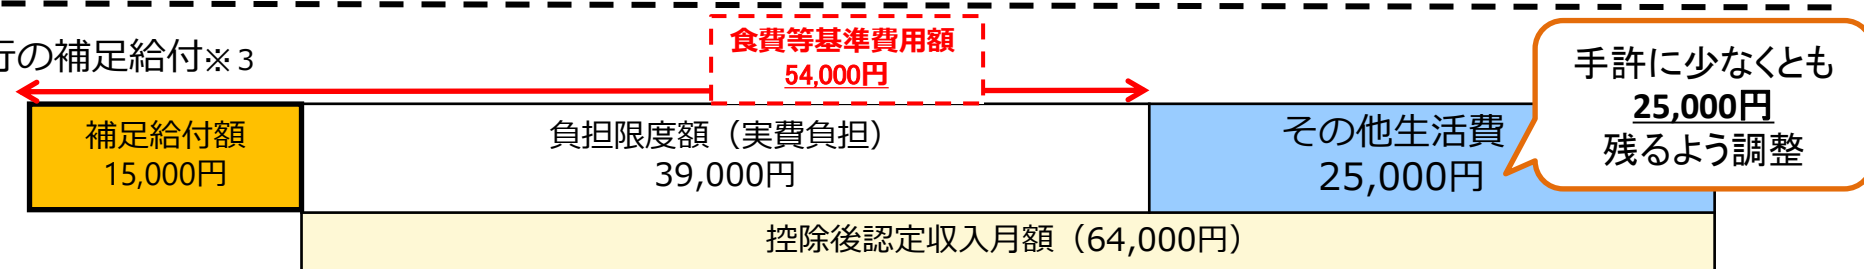 行の補足給付※3
食費等基準費用額
54,000円
手許に少なくとも
25,000円
残るよう調整
補足給付額
15,000円
負担限度額（実費負担）
39,000円
その他生活費
25,000円
控除後認定収入月額（64,000円）